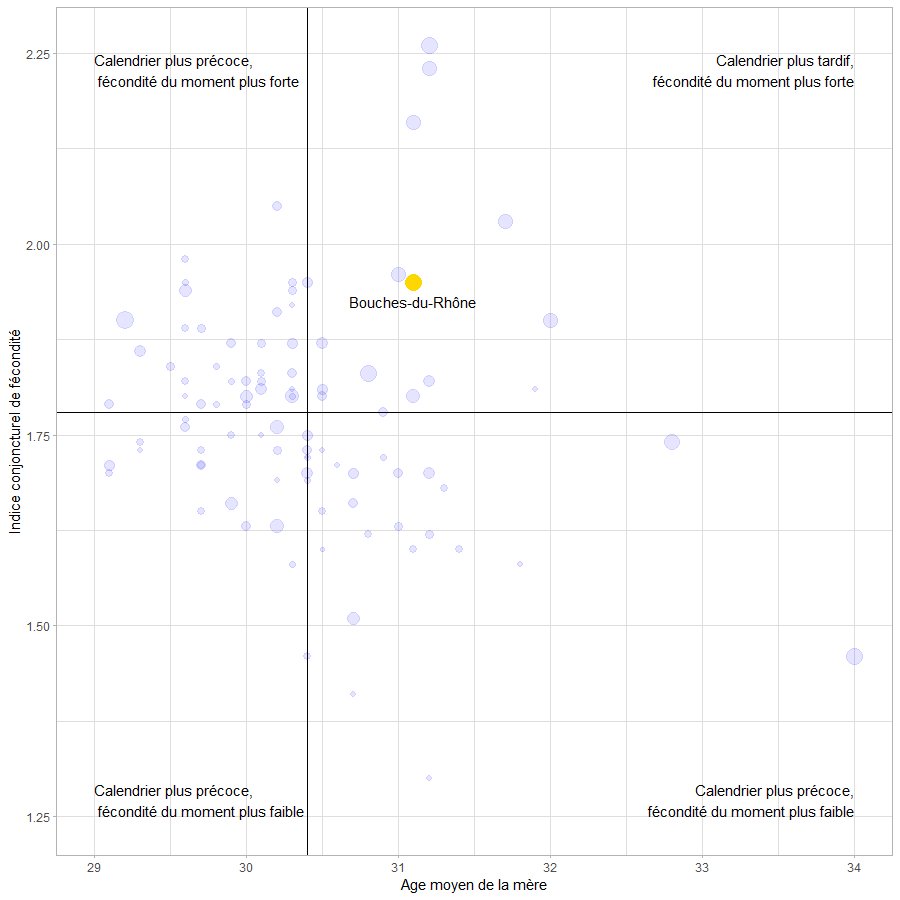 2.25
2.00
1.75
1.50
1.25
Indice conjoncturel de fécondité
Calendrier plus précoce,
fécondité du moment plus forte
Calendrier plus tardif,
fécondité du moment plus forte
Bouches-du-Rhône
Calendrier plus précoce,
fécondité du moment plus faible
Calendrier plus précoce,
fécondité du moment plus faible
29 30 31 32 33 34
Age moyen de la mère